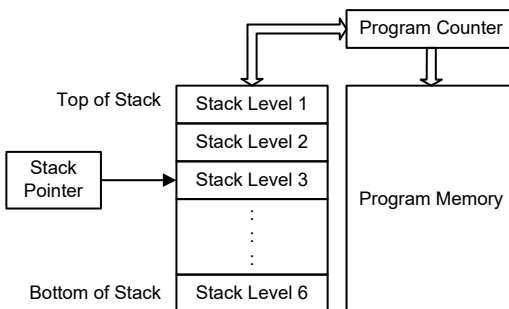 Program Counter
Top of Stack
Stack Level 1
Stack Level 2
Stack
Pointer
Stack Level 3
Program Memory
:
:
:
Bottom of Stack
Stack Level 6